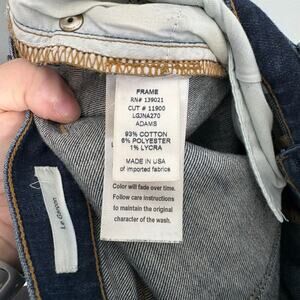 FRAME
RN# 139021
CUT # 11900
LGJNA270
ADAMS
93% COTTON
6% POLYESTER
1% LYCRA
MADE IN USA
of imported fabrics
Color will fade over time.
Follow care instructions
to maintain the original
character of the wash.
Le Garcon